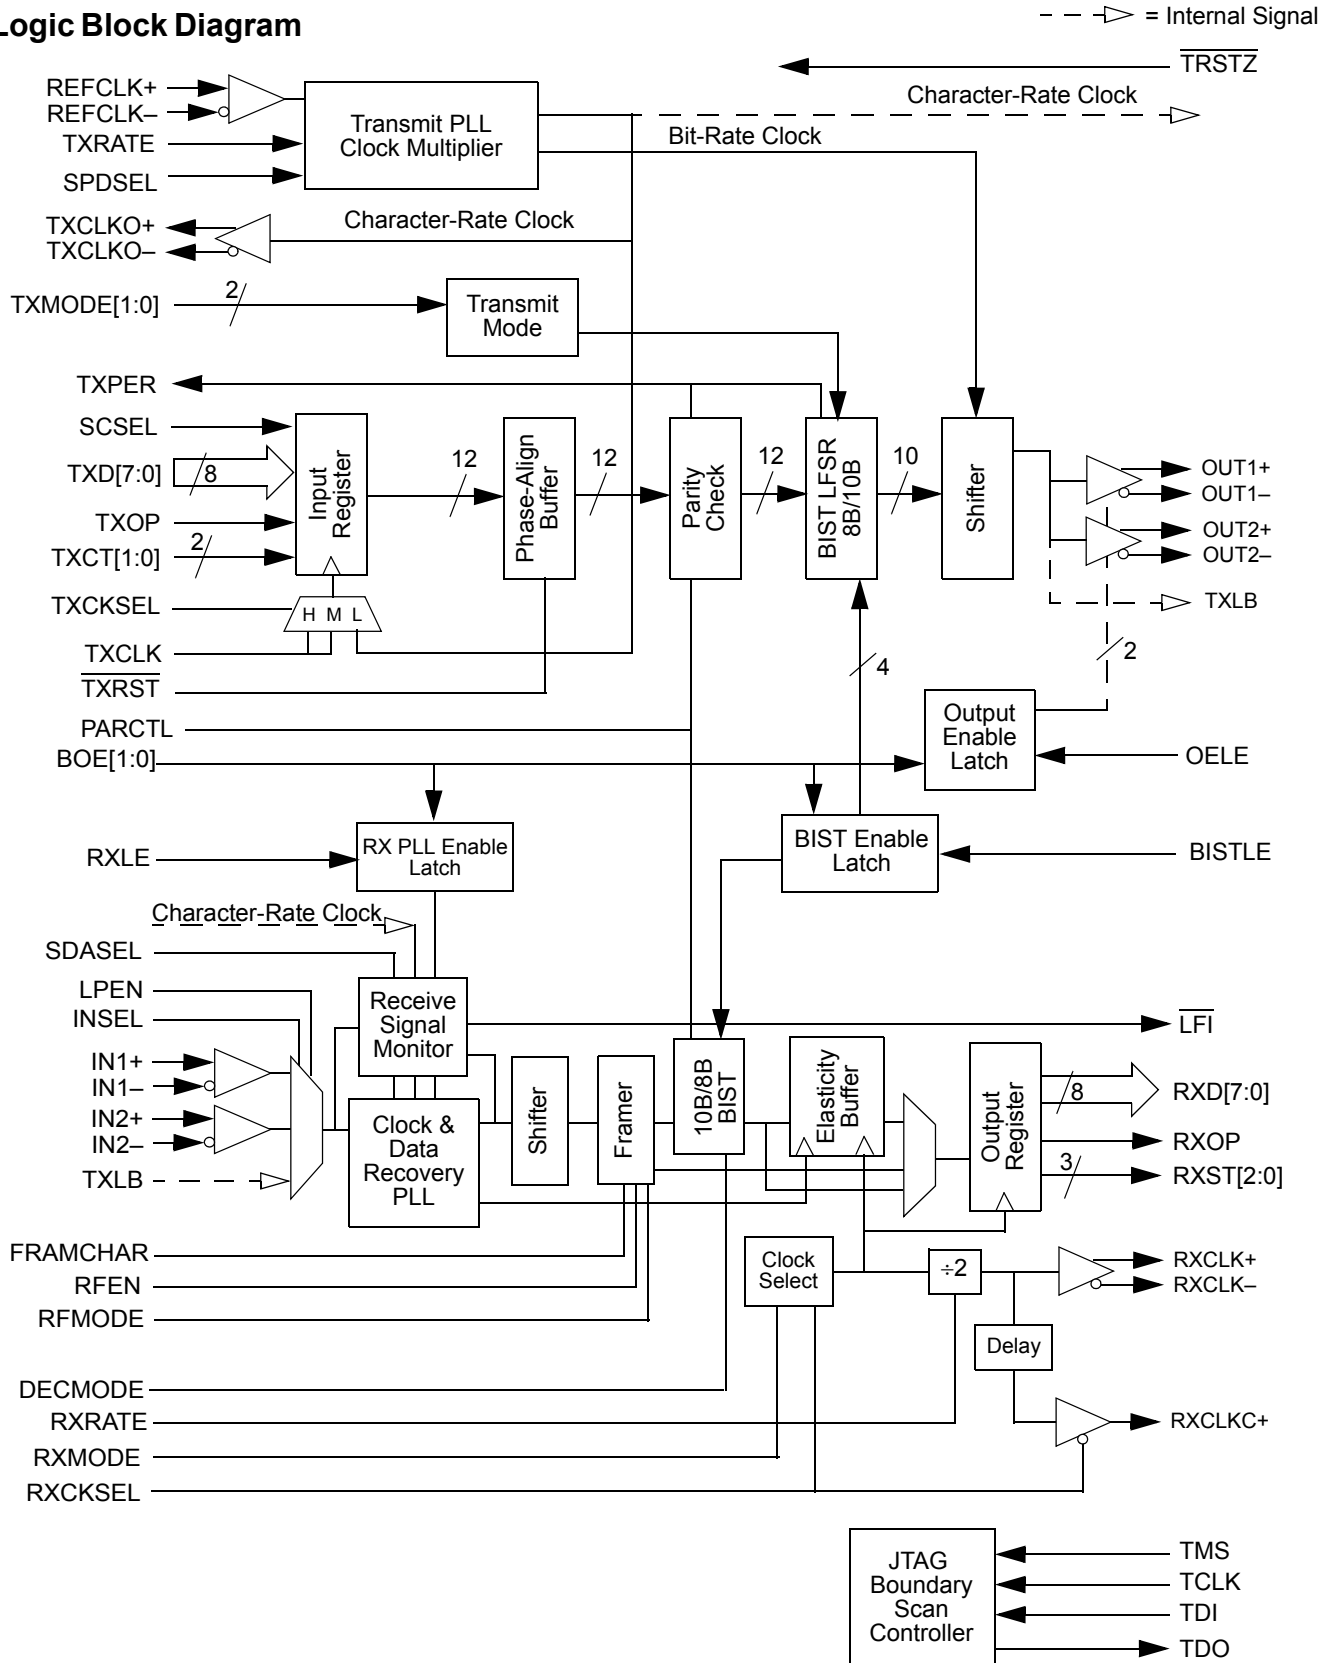 Logic Block Diagram
= Internal Signal
TRSTZ
REFCLK+
REFCLK–
TXRATE
SPDSEL
Transmit PLL
Clock Multiplier
Character-Rate Clock
Bit-Rate Clock
TXCLKO+
TXCLKO–
Character-Rate Clock
TXMODE[1:0]
2
Transmit
Mode
TXPER
SCSEL
TXD[7:0]
8
TXOP
TXCT[1:0]
2
Input
Register
12
Phase-Align
Buffer
12
Parity
Check
12
BIST LFSR
8B/10B
10
Shifter
OUT1+
OUT1–
OUT2+
OUT2–
TXLB
TXCKSEL
H M L
TXCLK
TXRST
4
2
PARCTL
BOE[1:0]
Output
Enable
Latch
OELE
RXLE
RX PLL Enable
Latch
BIST Enable
Latch
BISTLE
Character-Rate Clock
SDASEL
LPEN
INSEL
IN1+
IN1–
IN2+
IN2–
TXLB
Receive
Signal
Monitor
LFI
Clock &
Data
Recovery
PLL
Shifter
Framer
10B/8B
BIST
Elasticity
Buffer
Output
Register
8
RXD[7:0]
RXOP
3
RXST[2:0]
FRAMCHAR
RFEN
RFMODE
Clock
Select
÷2
RXCLK+
RXCLK–
Delay
DECMODE
RXRATE
RXMODE
RXCKSEL
RXCLKC+
JTAG
Boundary
Scan
Controller
TMS
TCLK
TDI
TDO